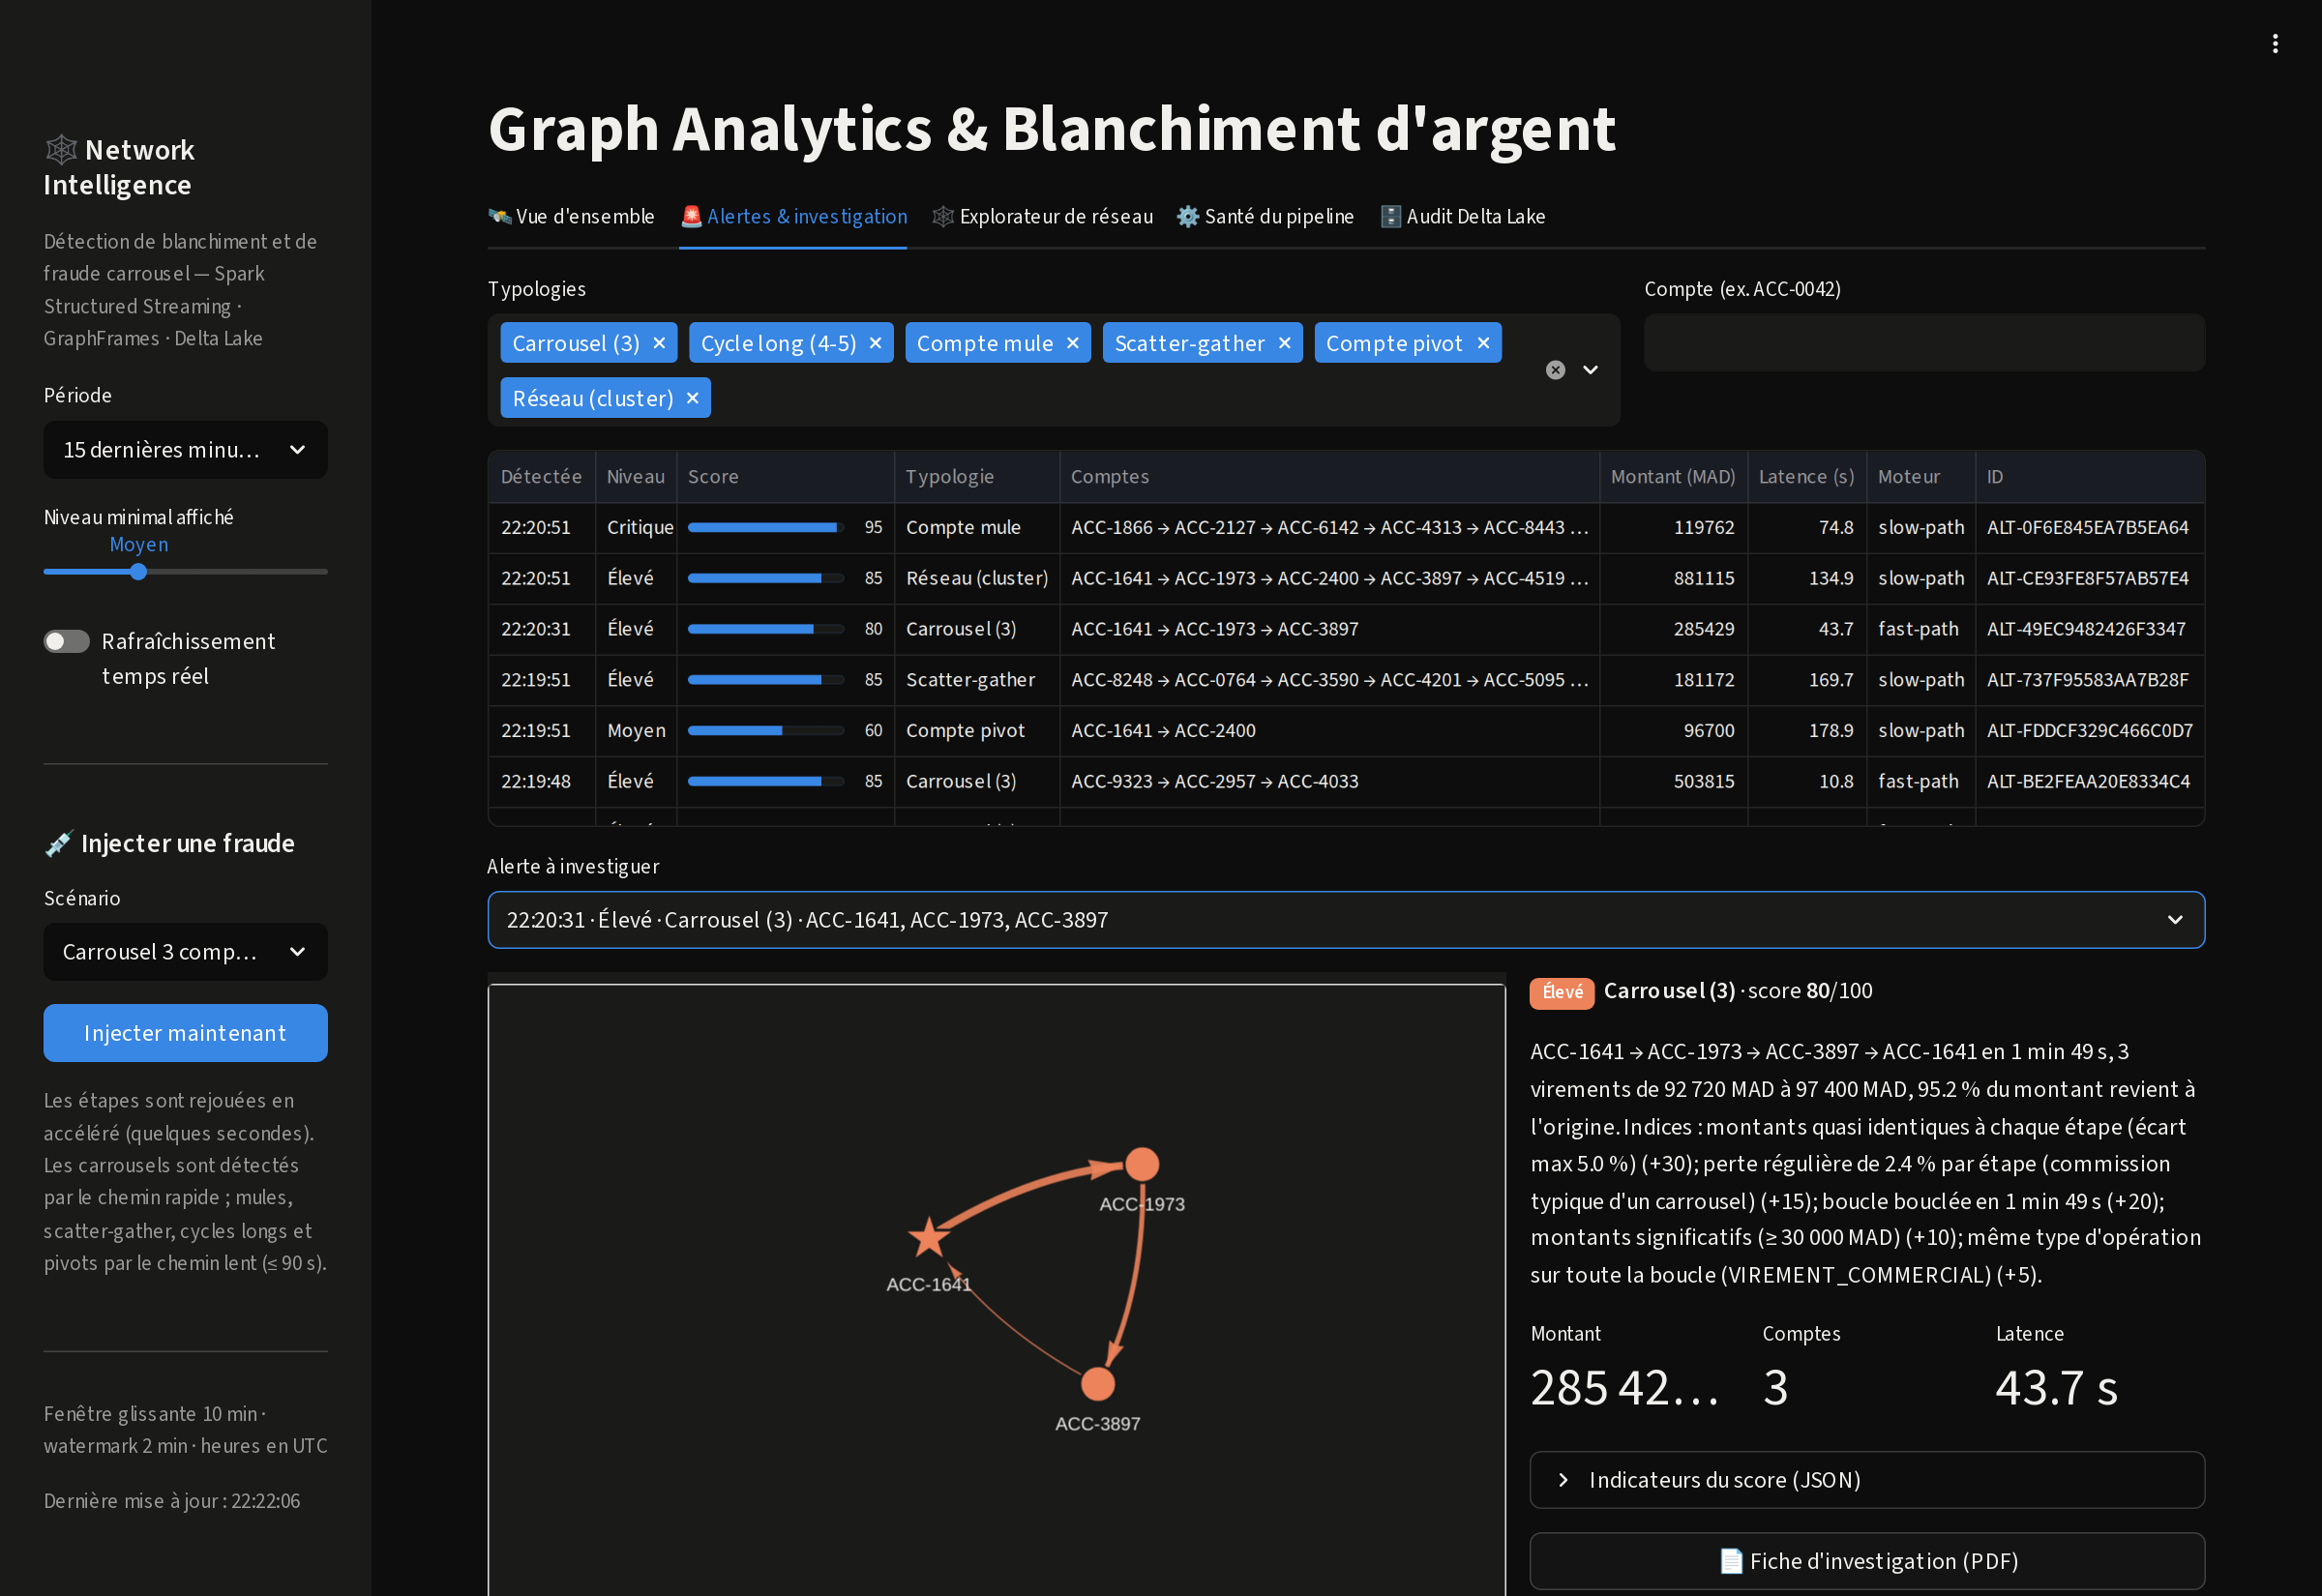 🕸️ Network
Intelligence
Détection de blanchiment et de
fraude carrousel — Spark
Structured Streaming ·
GraphFrames · Delta Lake
Période
15 dernières minu…
Niveau minimal affiché
Moyen
Rafraîchissement
temps réel
💉 Injecter une fraude
Scénario
Carrousel 3 comp…
Injecter maintenant
Les étapes sont rejouées en
accéléré (quelques secondes).
Les carrousels sont détectés
par le chemin rapide ; mules,
scatter-gather, cycles longs et
pivots par le chemin lent (≤ 90 s).
Fenêtre glissante 10 min ·
watermark 2 min · heures en UTC
Dernière mise à jour : 22:22:06
Graph Analytics & Blanchiment d'argent
🛰️ Vue d'ensemble 🚨 Alertes & investigation 🕸️ Explorateur de réseau ⚙️ Santé du pipeline 🗄️ Audit Delta Lake
Typologies
Carrousel (3) × Cycle long (4-5) × Compte mule × Scatter-gather × Compte pivot ×
Réseau (cluster) ×
Compte (ex. ACC-0042)
Détectée Niveau Score Typologie Comptes Montant (MAD) Latence (s) Moteur ID
22:20:51 Critique 95 Compte mule ACC-1866 → ACC-2127 → ACC-6142 → ACC-4313 → ACC-8443 … 119762 74.8 slow-path ALT-0F6E845EA7B5EA64
22:20:51 Élevé 85 Réseau (cluster) ACC-1641 → ACC-1973 → ACC-2400 → ACC-3897 → ACC-4519 … 881115 134.9 slow-path ALT-CE93FE8F57AB57E4
22:20:31 Élevé 80 Carrousel (3) ACC-1641 → ACC-1973 → ACC-3897 285429 43.7 fast-path ALT-49EC9482426F3347
22:19:51 Élevé 85 Scatter-gather ACC-8248 → ACC-0764 → ACC-3590 → ACC-4201 → ACC-5095 … 181172 169.7 slow-path ALT-737F95583AA7B28F
22:19:51 Moyen 60 Compte pivot ACC-1641 → ACC-2400 96700 178.9 slow-path ALT-FDDCF329C466C0D7
22:19:48 Élevé 85 Carrousel (3) ACC-9323 → ACC-2957 → ACC-4033 503815 10.8 fast-path ALT-BE2FEAA20E8334C4
Alerte à investiguer
22:20:31 · Élevé · Carrousel (3) · ACC-1641, ACC-1973, ACC-3897
ACC-1973
ACC-1641
ACC-3897
Élevé Carrousel (3) · score 80/100
ACC-1641 → ACC-1973 → ACC-3897 → ACC-1641 en 1 min 49 s, 3
virements de 92 720 MAD à 97 400 MAD, 95.2 % du montant revient à
l'origine. Indices : montants quasi identiques à chaque étape (écart
max 5.0 %) (+30); perte régulière de 2.4 % par étape (commission
typique d'un carrousel) (+15); boucle bouclée en 1 min 49 s (+20);
montants significatifs (≥ 30 000 MAD) (+10); même type d'opération
sur toute la boucle (VIREMENT_COMMERCIAL) (+5).
Montant Comptes Latence
285 42… 3 43.7 s
Indicateurs du score (JSON)
📄 Fiche d'investigation (PDF)